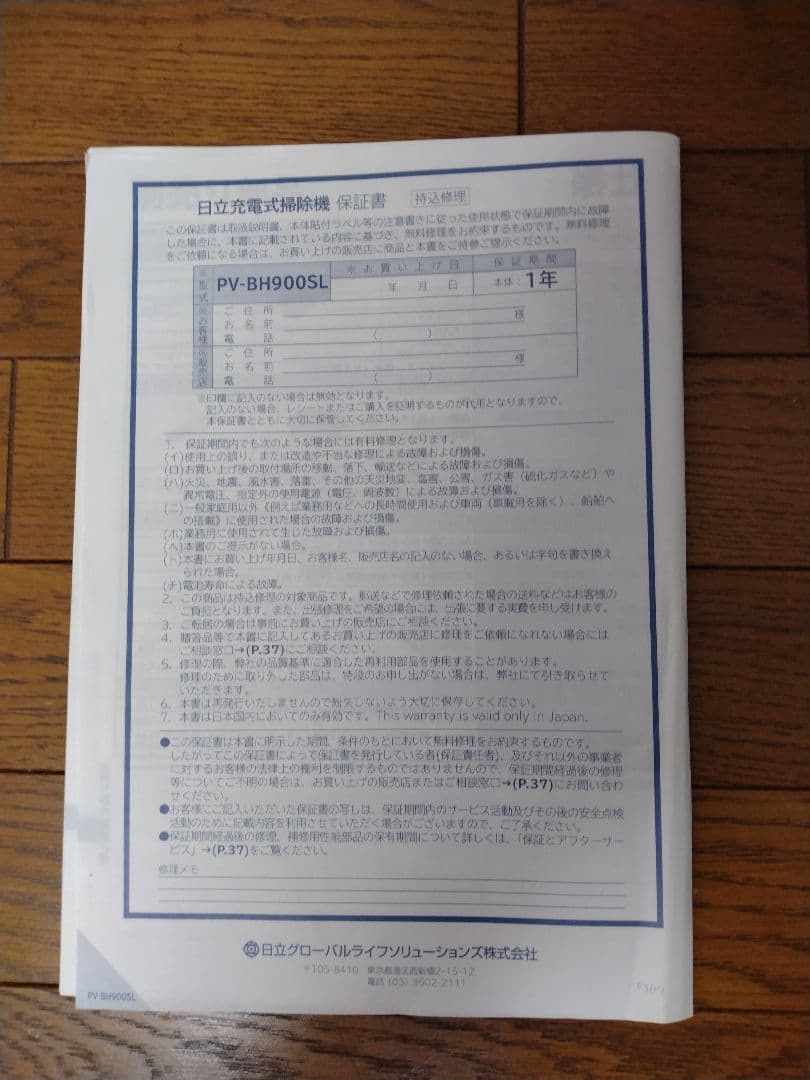 日立充電式掃除機 保証書 持込修理
この保証書は取扱説明書、本体貼付ラベル等の注意書きに従った使用状態で保証期間内に故障
した場合に、本書に記載されている内容に基づき、無料修理をお約束するものです。無料修理
をご依頼になる場合は、お買い上げの販売店に商品と本書をご持参ご提示ください。
※型式 PV-BH900SL ※お買い上げ日 年 月 日 保証期間 本体：1年
※お客様 ご住所
お名前 様
電話 （ ）
※販売店 ご住所
お名前 様
電話 （ ）
※印欄に記入のない場合は無効となります。
記入のない場合、レシートまたはご購入を証明するものが代用となりますので、
本保証書とともに大切に保管してください。
1. 保証期間内でも次のような場合には有料修理となります。
(イ)使用上の誤り、または改造や不当な修理による故障および損傷。
(ロ)お買い上げ後の取付場所の移動、落下、輸送などによる故障および損傷。
(ハ)火災、地震、風水害、落雷、その他の天災地変、塩害、公害、ガス害（硫化ガスなど）や
異常電圧、指定外の使用電源（電圧、周波数）による故障および損傷。
(ニ)一般家庭用以外《例えば業務用などへの長時間使用および車両（車載用を除く）、船舶へ
の搭載》に使用された場合の故障および損傷。
(ホ)業務用に使用されて生じた故障および損傷。
(ヘ)本書のご提示がない場合。
(ト)本書にお買い上げ年月日、お客様名、販売店名の記入のない場合、あるいは字句を書き換え
られた場合。
(チ)電池寿命による故障。
2. この商品は持込修理の対象商品です。郵送などで修理依頼された場合の送料などはお客様の
ご負担となります。また、出張修理をご希望の場合には、出張に要する実費を申し受けます。
3. ご転居の場合は事前にお買い上げの販売店にご相談ください。
4. 贈答品等で本書に記入してあるお買い上げの販売店に修理をご依頼になれない場合には
ご相談窓口→(P.37)にご相談ください。
5. 修理の際、弊社の品質基準に適合した再利用部品を使用することがあります。
修理のために取り外した部品は、特段のお申し出がない場合は、弊社にて引き取らせて
いただきます。
6. 本書は再発行いたしませんので紛失しないよう大切に保存してください。
7. 本書は日本国内においてのみ有効です。This warranty is valid only in Japan.
●この保証書は本書に明示した期間、条件のもとにおいて無料修理をお約束するものです。
したがってこの保証書によって保証書を発行している者(保証責任者)、及びそれ以外の事業者
に対するお客様の法律上の権利を制限するものではありませんので、保証期間経過後の修理
等についてご不明の場合は、お買い上げの販売店またはご相談窓口→(P.37)にお問い合わ
せください。
●お客様にご記入いただいた保証書の写しは、保証期間内のサービス活動及びその後の安全点検
活動のために記載内容を利用させていただく場合がございますので、ご了承ください。
●保証期間経過後の修理、補修用性能部品の保有期間について詳しくは、「保証とアフターサー
ビス」→(P.37)をご覧ください。
修理メモ
日立グローバルライフソリューションズ株式会社
〒105-8410 東京都港区西新橋2-15-12
電話 (03) 3502-2111
PV-BH900SL